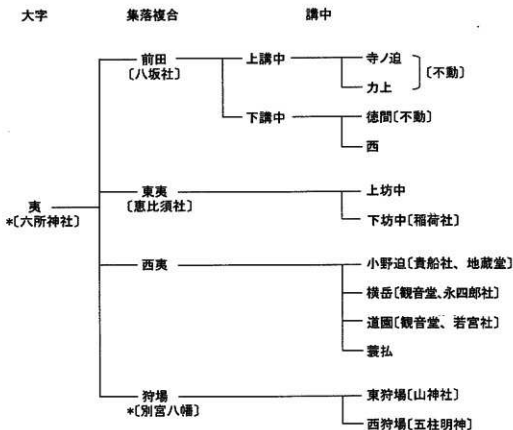 大字 集落複合 講中
前田 上講中 寺ノ迫
〔八坂社〕 〔不動〕
力上
下講中 徳間〔不動〕
西
東夷 上坊中
〔恵比須社〕
下坊中〔稲荷社〕
夷
*〔六所神社〕
西夷 小野迫〔貴船社、地蔵堂〕
横岳〔観音堂、永四郎社〕
道園〔観音堂、若宮社〕
蓑払
狩場 東狩場〔山神社〕
*〔別宮八幡〕
西狩場〔五柱明神〕